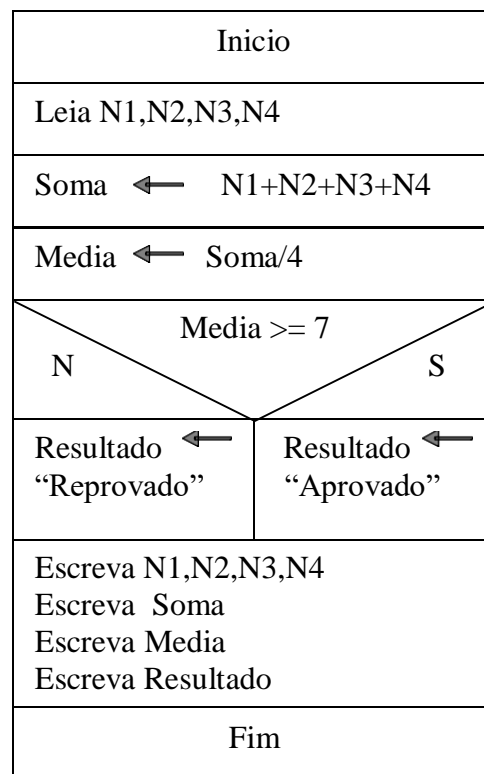 Inicio
Leia N1,N2,N3,N4
Soma N1+N2+N3+N4
Media Soma/4
Media >= 7
N S
Resultado
“Reprovado”
Resultado
“Aprovado”
Escreva N1,N2,N3,N4
Escreva Soma
Escreva Media
Escreva Resultado
Fim